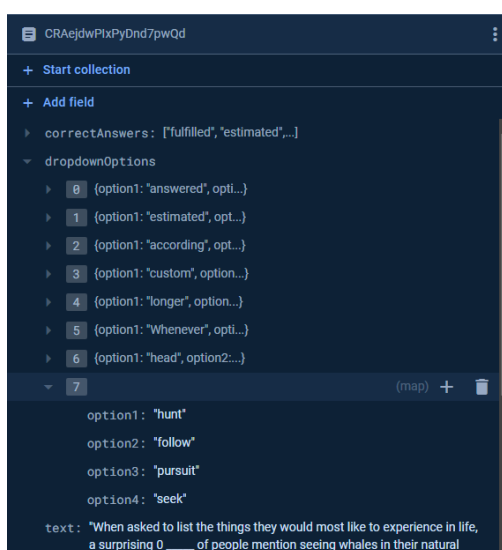 CRAejdwPIxPyDnd7pwQd
+ Start collection
+ Add field
correctAnswers: ["fulfilled", "estimated",...]
dropdownOptions
0 {option1: "answered", opti...}
1 {option1: "estimated", opt...}
2 {option1: "according", opt...}
3 {option1: "custom", option...}
4 {option1: "longer", option...}
5 {option1: "Whenever", opti...}
6 {option1: "head", option2:...}
7 (map) +
option1: "hunt"
option2: "follow"
option3: "pursuit"
option4: "seek"
text: "When asked to list the things they would most like to experience in life,
a surprising 0 ____ of people mention seeing whales in their natural